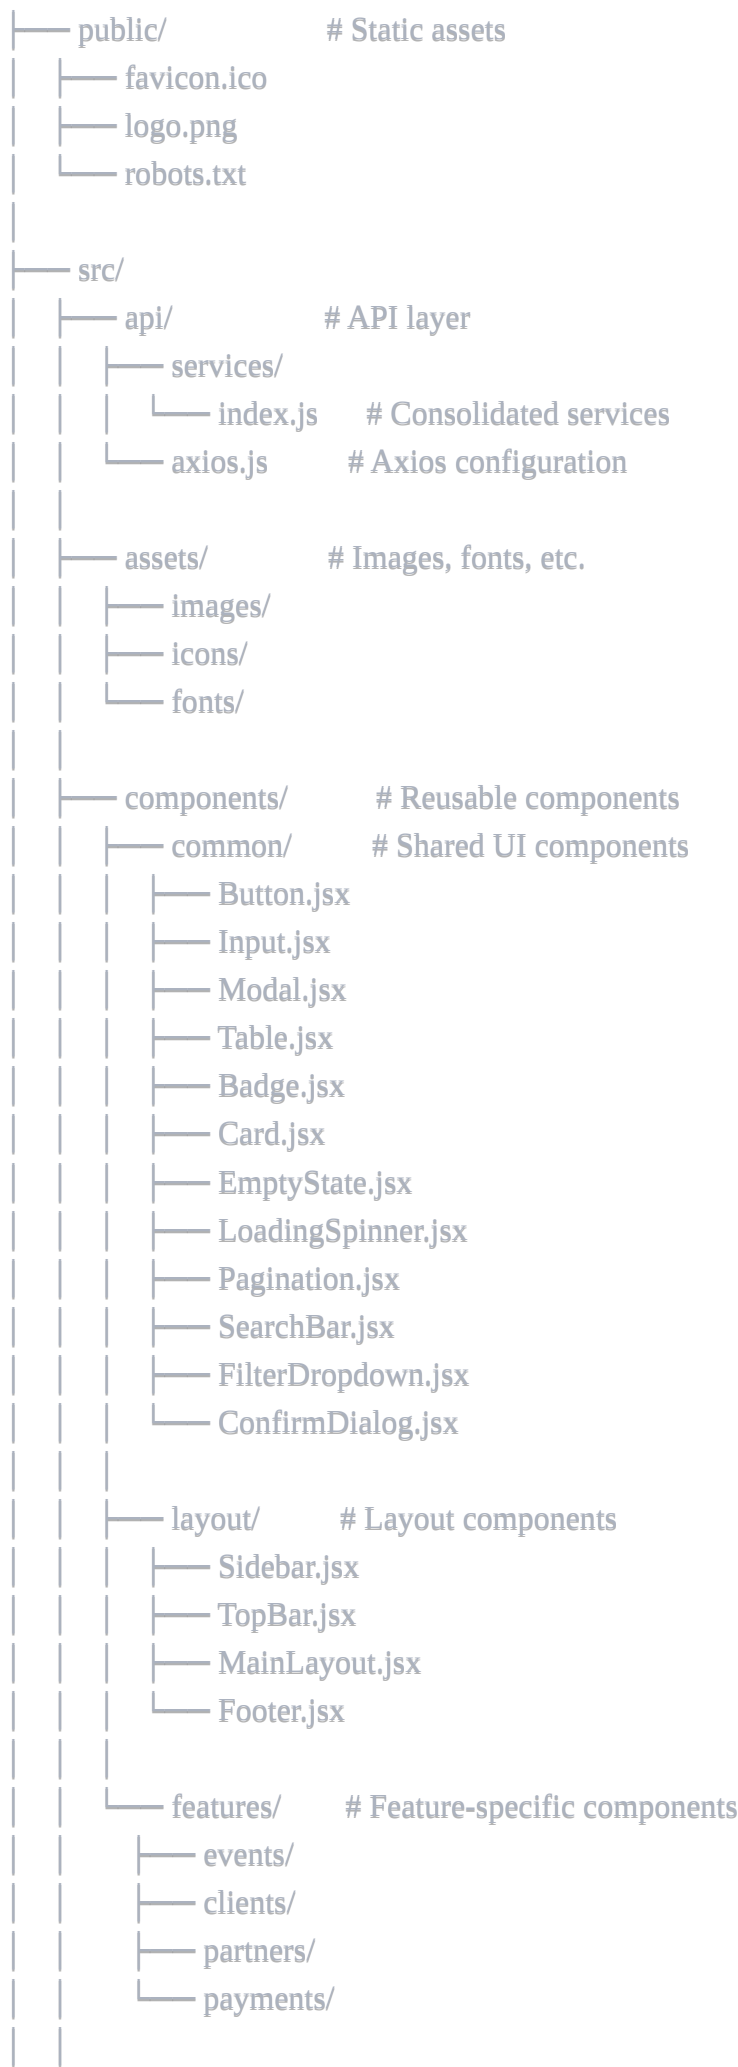 ├── public/ # Static assets
│ ├── favicon.ico
│ ├── logo.png
│ └── robots.txt
│
├── src/
│ ├── api/ # API layer
│ │ ├── services/
│ │ │ └── index.js # Consolidated services
│ │ └── axios.js # Axios configuration
│ │
│ ├── assets/ # Images, fonts, etc.
│ │ ├── images/
│ │ ├── icons/
│ │ └── fonts/
│ │
│ ├── components/ # Reusable components
│ │ ├── common/ # Shared UI components
│ │ │ ├── Button.jsx
│ │ │ ├── Input.jsx
│ │ │ ├── Modal.jsx
│ │ │ ├── Table.jsx
│ │ │ ├── Badge.jsx
│ │ │ ├── Card.jsx
│ │ │ ├── EmptyState.jsx
│ │ │ ├── LoadingSpinner.jsx
│ │ │ ├── Pagination.jsx
│ │ │ ├── SearchBar.jsx
│ │ │ ├── FilterDropdown.jsx
│ │ │ └── ConfirmDialog.jsx
│ │ │
│ │ ├── layout/ # Layout components
│ │ │ ├── Sidebar.jsx
│ │ │ ├── TopBar.jsx
│ │ │ ├── MainLayout.jsx
│ │ │ └── Footer.jsx
│ │ │
│ │ └── features/ # Feature-specific components
│ │ ├── events/
│ │ ├── clients/
│ │ ├── partners/
│ │ └── payments/
│ │